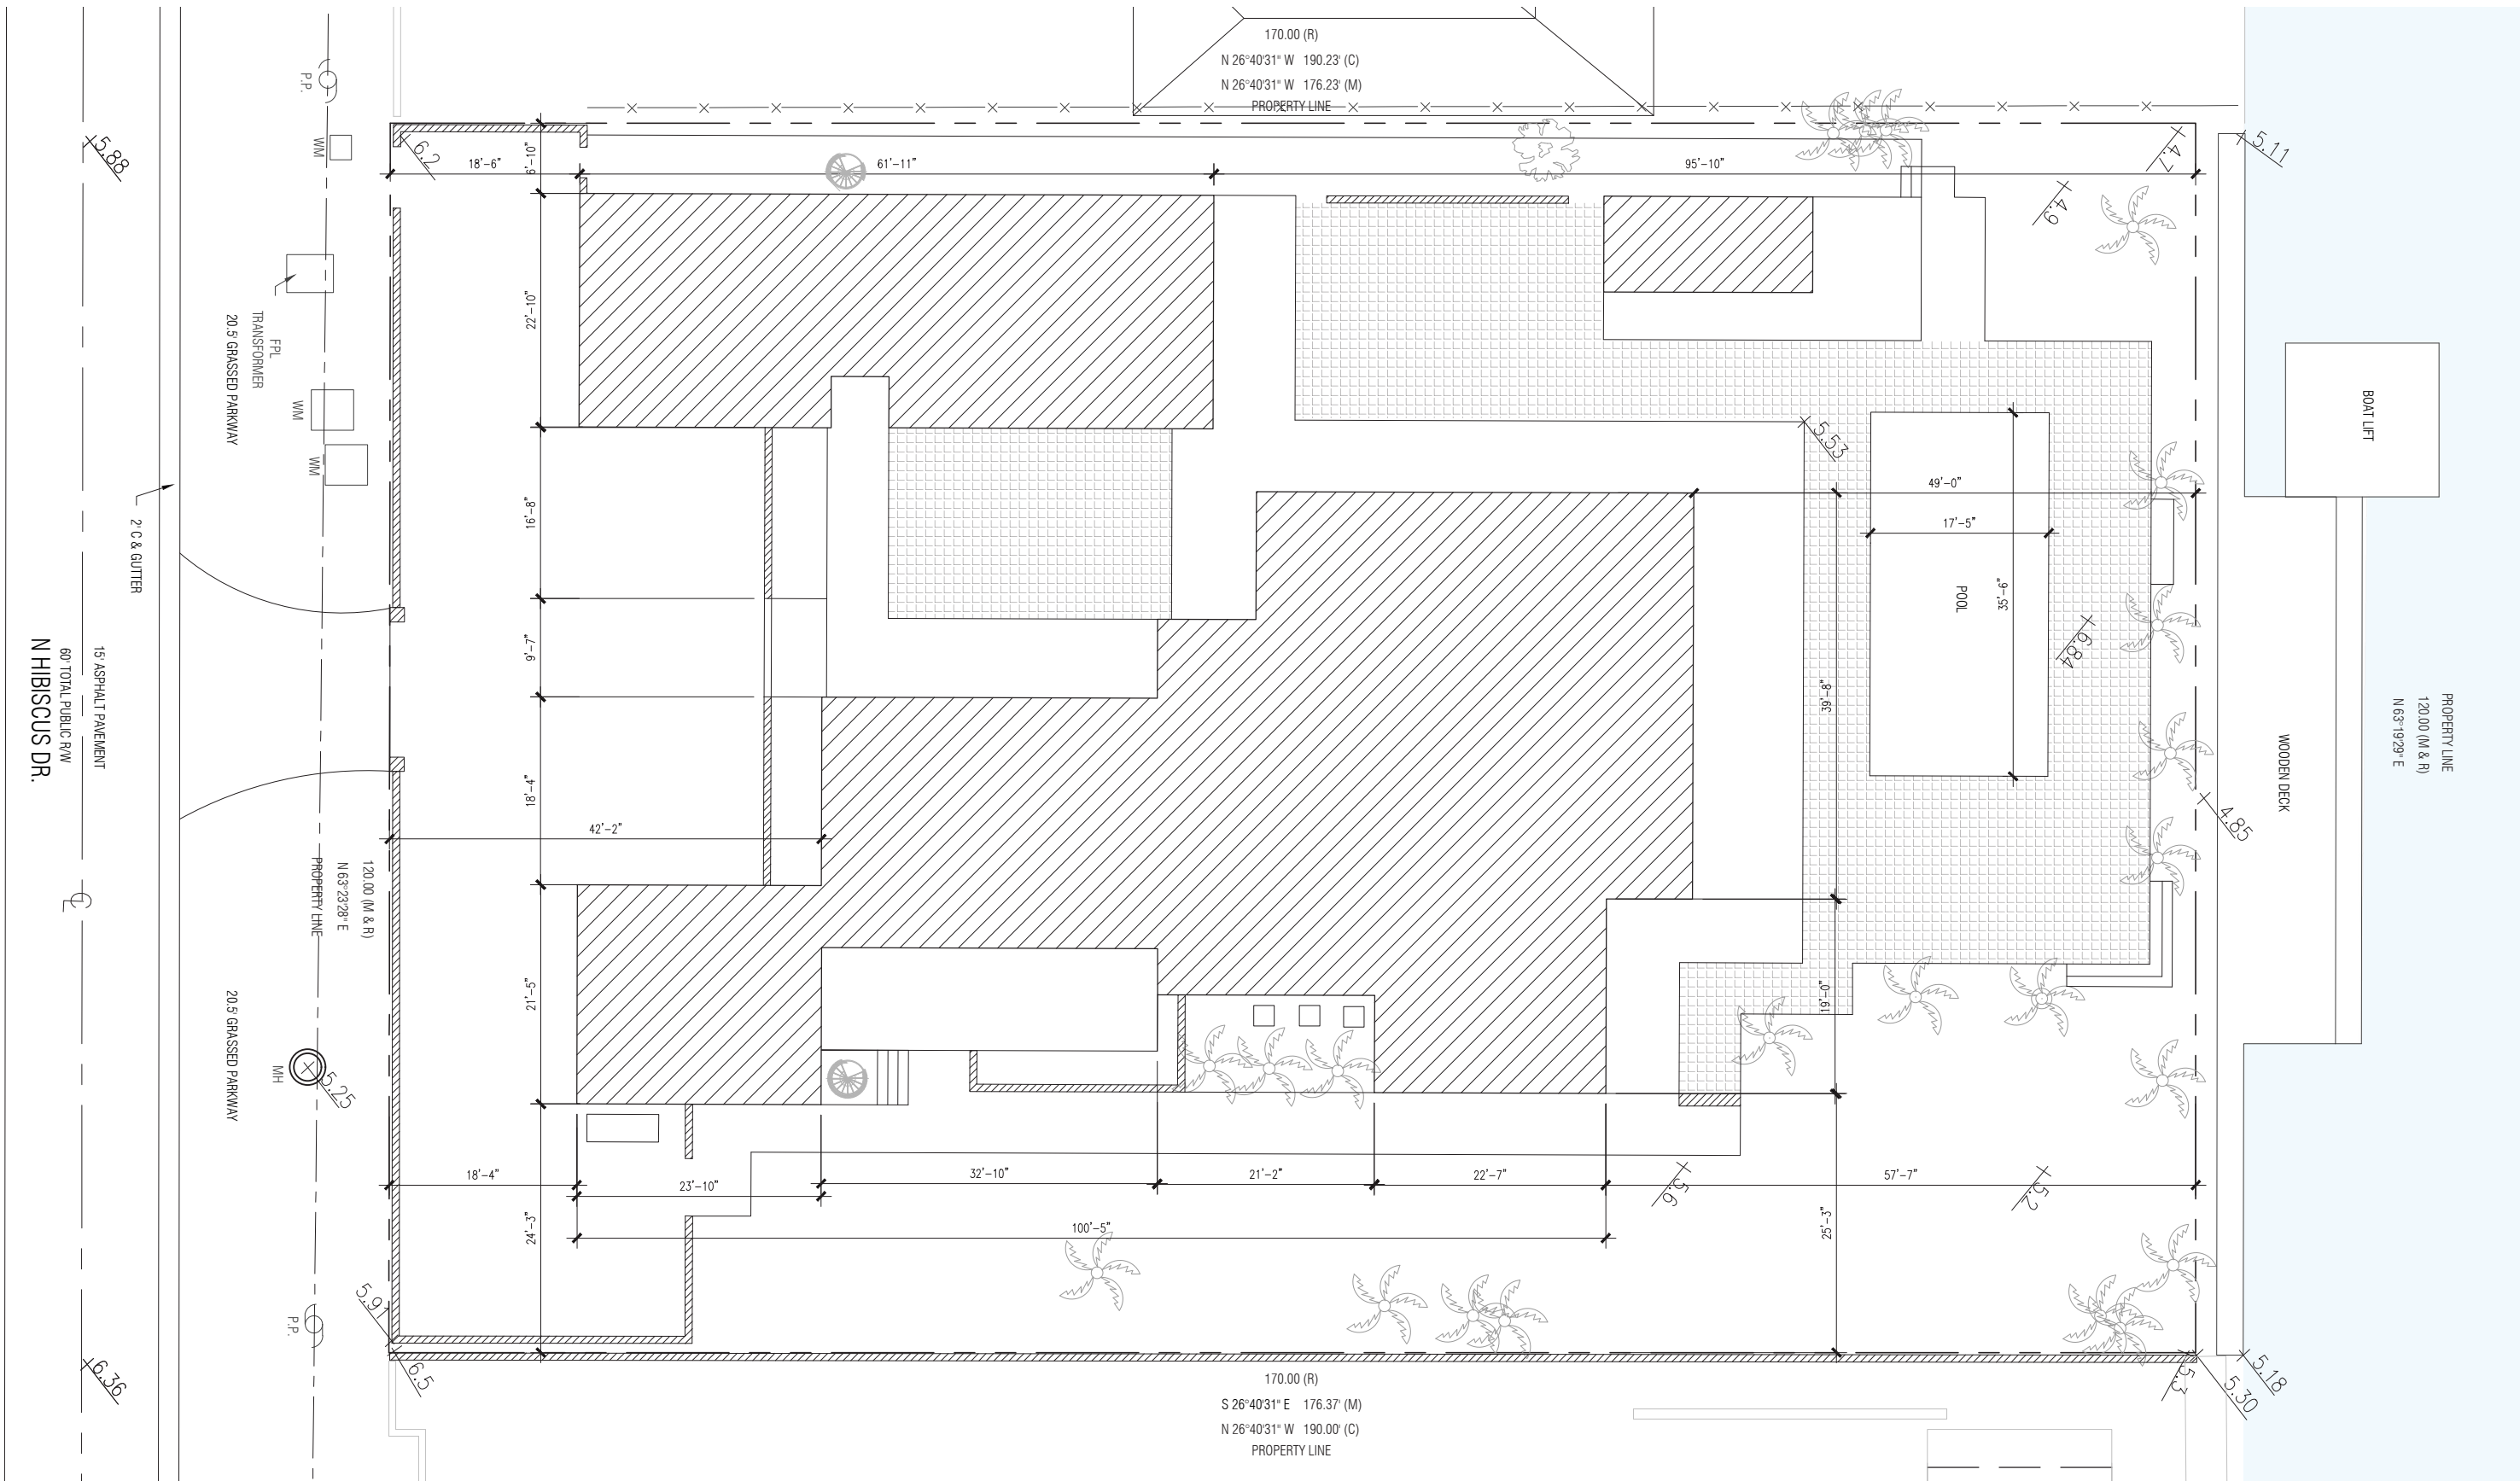 170.00 (R)
N 26°40'31" W 190.23' (C)
N 26°40'31" W 176.23' (M)
PROPERTY LINE
P.P.
WM
5.88
6.2
18'-6"
6'-10"
61'-11"
95'-10"
4.7
4.9
5.11
22'-10"
FPL
TRANSFORMER
20.5' GRASSED PARKWAY
WM
WM
BOAT LIFT
5.53
49'-0"
17'-5"
35'-6"
POOL
6.84
16'-8"
9'-7"
18'-4"
42'-2"
39'-8"
2' C & GUTTER
15' ASPHALT PAVEMENT
60' TOTAL PUBLIC R/W
N HIBISCUS DR.
PROPERTY LINE
120.00 (M & R)
N 63°19'29" E
WOODEN DECK
4.85
120.00 (M & R)
N 63°23'28" E
PROPERTY LINE
CL
21'-5"
19'-0"
20.5' GRASSED PARKWAY
MH
5.25
18'-4"
23'-10"
32'-10"
21'-2"
22'-7"
57'-7"
5.6
5.2
24'-3"
100'-5"
25'-3"
5.91
P.P.
6.36
6.5
5.3
5.30
5.18
170.00 (R)
S 26°40'31" E 176.37' (M)
N 26°40'31" W 190.00' (C)
PROPERTY LINE